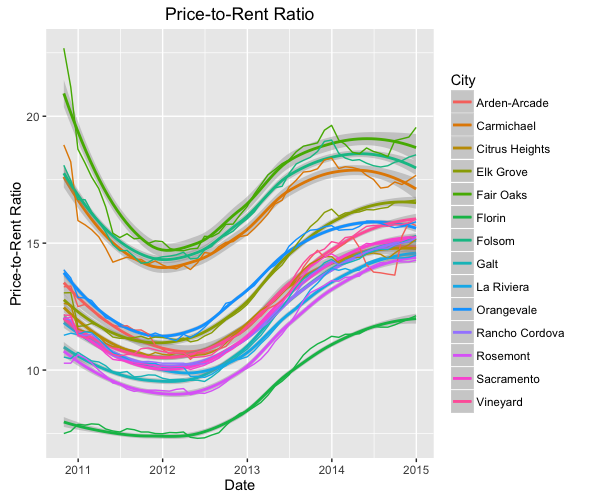 Price-to-Rent Ratio
Price-to-Rent Ratio
20
15
10
2011 2012 2013 2014 2015
Date
City
Arden-Arcade
Carmichael
Citrus Heights
Elk Grove
Fair Oaks
Florin
Folsom
Galt
La Riviera
Orangevale
Rancho Cordova
Rosemont
Sacramento
Vineyard